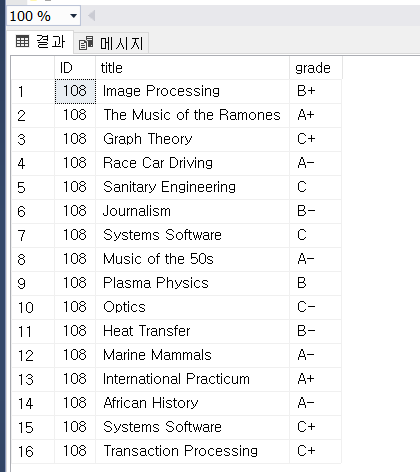 100 %
결과 메시지
ID title grade
1 108 Image Processing B+
2 108 The Music of the Ramones A+
3 108 Graph Theory C+
4 108 Race Car Driving A-
5 108 Sanitary Engineering C
6 108 Journalism B-
7 108 Systems Software C
8 108 Music of the 50s A-
9 108 Plasma Physics B
10 108 Optics C-
11 108 Heat Transfer B-
12 108 Marine Mammals A-
13 108 International Practicum A+
14 108 African History A-
15 108 Systems Software C+
16 108 Transaction Processing C+